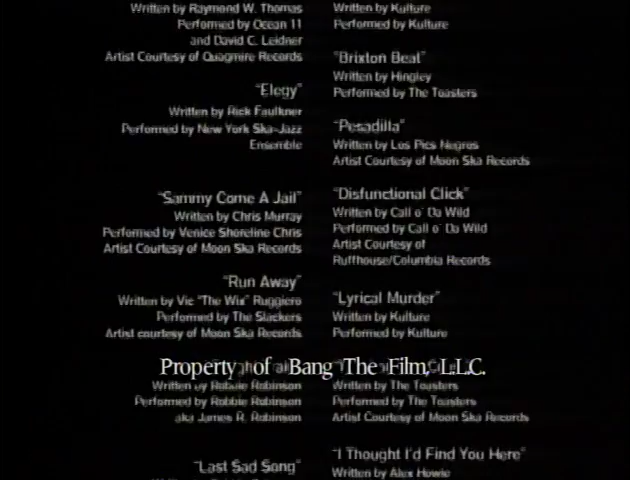 Written by Raymond W. Thomas
Performed by Ocean 11
and David C. Leidner
Artist Courtesy of Quagmire Records
"Elegy"
Written by Rick Faulkner
Performed by New York Ska-Jazz
Ensemble
"Sammy Come A Jail"
Written by Chris Murray
Performed by Venice Shoreline Chris
Artist Courtesy of Moon Ska Records
"Run Away"
Written by Vic "The Wix" Ruggiero
Performed by The Slackers
Artist courtesy of Moon Ska Records
Written by Robbie Robinson
Performed by Robbie Robinson
aka James R. Robinson
"Last Sad Song"
Written by Kulture
Performed by Kulture
"Brixton Beat"
Written by Hingley
Performed by The Toasters
"Pesadilla"
Written by Los Pies Negros
Artist Courtesy of Moon Ska Records
"Disfunctional Click"
Written by Call o' Da Wild
Performed by Call o' Da Wild
Artist Courtesy of
Ruffhouse/Columbia Records
"Lyrical Murder"
Written by Kulture
Performed by Kulture
Property of Bang The Film, L.L.C.
Written by The Toasters
Performed by The Toasters
Artist Courtesy of Moon Ska Records
"I Thought I'd Find You Here"
Written by Alex Howie